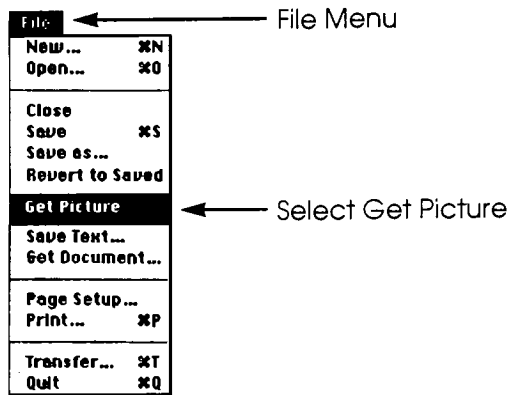 File File Menu
New... ⌘N
Open... ⌘O
Close
Save ⌘S
Save as...
Revert to Saved
Get Picture Select Get Picture
Save Text...
Get Document...
Page Setup...
Print... ⌘P
Transfer... ⌘T
Quit ⌘Q